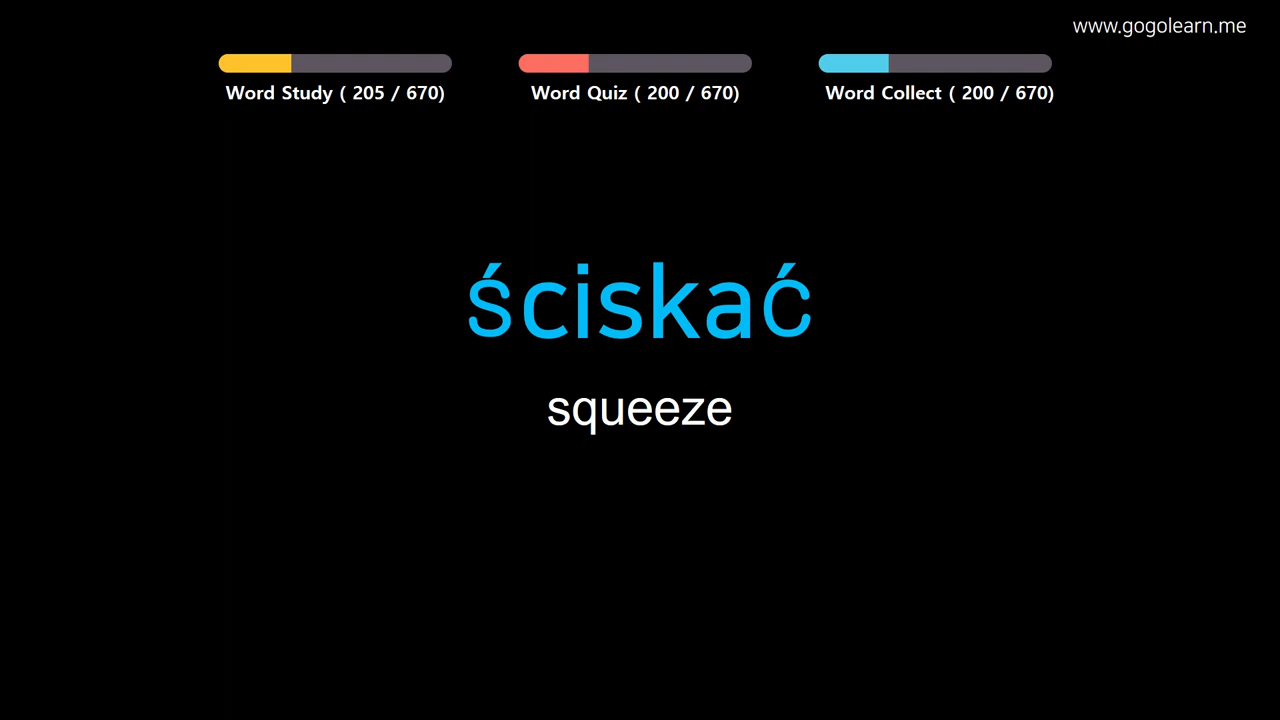 www.gogolearn.me
Word Study ( 205 / 670)
Word Quiz ( 200 / 670)
Word Collect ( 200 / 670)
ściskać
squeeze